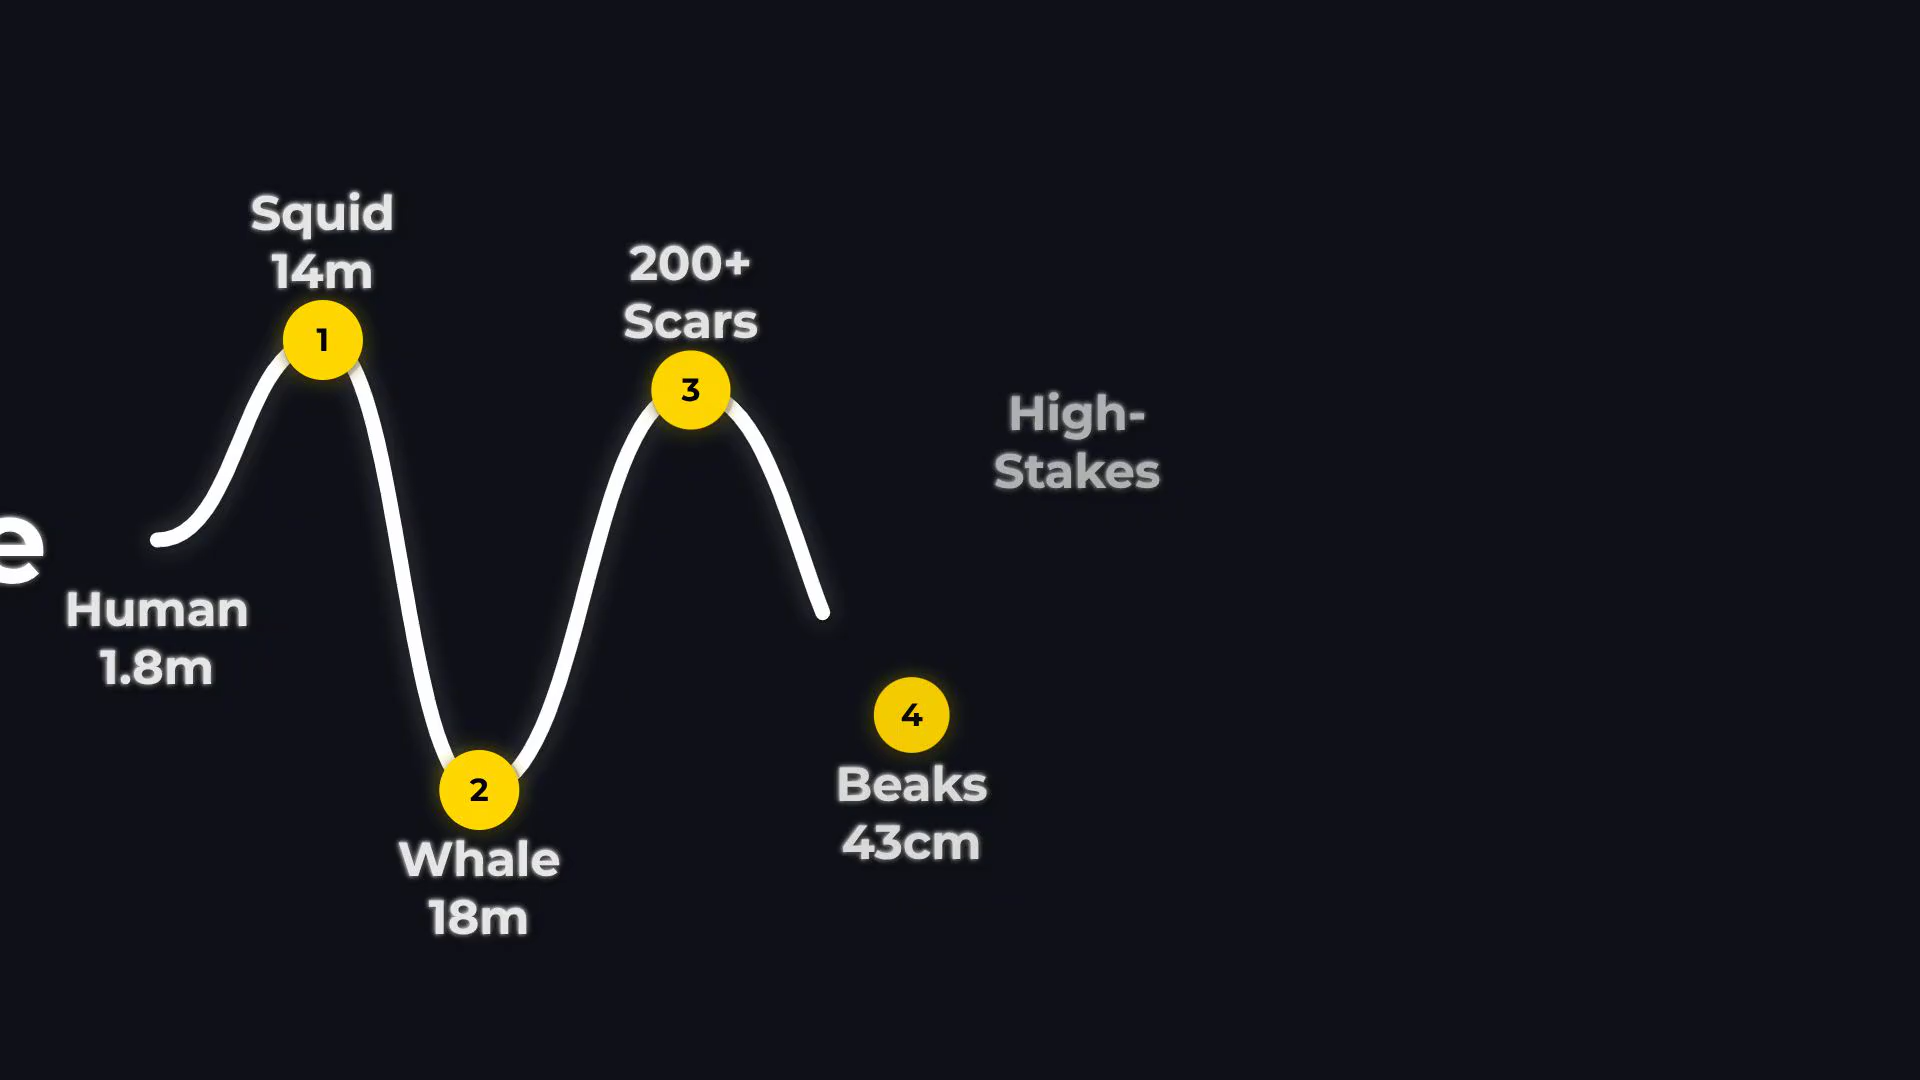 e
Human
1.8m
Squid
14m
1
2
Whale
18m
200+
Scars
3
4
Beaks
43cm
High-
Stakes